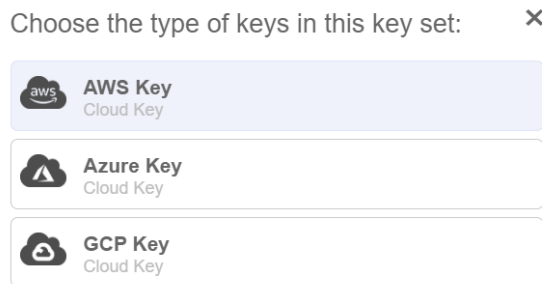 Choose the type of keys in this key set:
aws
AWS Key
Cloud Key
Azure Key
Cloud Key
GCP Key
Cloud Key